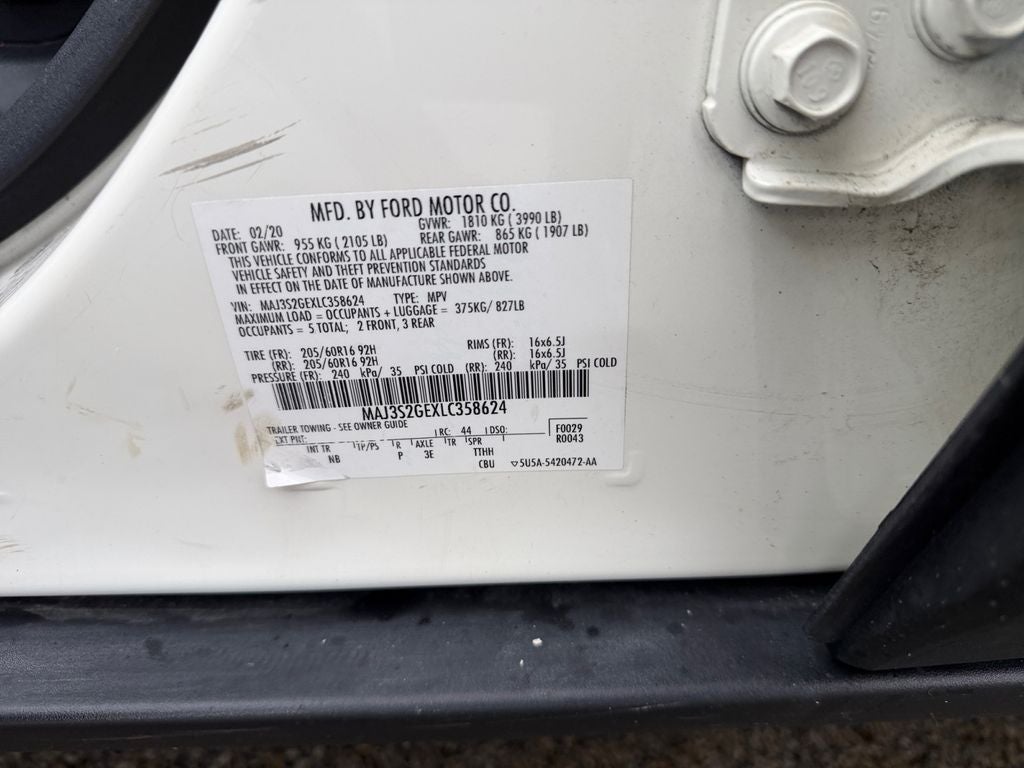 MFD. BY FORD MOTOR CO.
DATE: 02/20 GVWR: 1810 KG ( 3990 LB)
FRONT GAWR: 955 KG ( 2105 LB) REAR GAWR: 865 KG ( 1907 LB)
THIS VEHICLE CONFORMS TO ALL APPLICABLE FEDERAL MOTOR
VEHICLE SAFETY AND THEFT PREVENTION STANDARDS
IN EFFECT ON THE DATE OF MANUFACTURE SHOWN ABOVE.
VIN: MAJ3S2GEXLC358624 TYPE: MPV
MAXIMUM LOAD = OCCUPANTS + LUGGAGE = 375KG/ 827LB
OCCUPANTS = 5 TOTAL; 2 FRONT, 3 REAR
TIRE (FR): 205/60R16 92H RIMS (FR): 16x6.5J
(RR): 205/60R16 92H (RR): 16x6.5J
PRESSURE (FR): 240 kPa/ 35 PSI COLD (RR): 240 kPa/ 35 PSI COLD
MAJ3S2GEXLC358624
TRAILER TOWING - SEE OWNER GUIDE
EXT PNT: RC: 44 DSO: F0029
R0043
INT TR TP/PS R AXLE TR SPR
NB P 3E TTHH
CBU 5U5A-5420472-AA